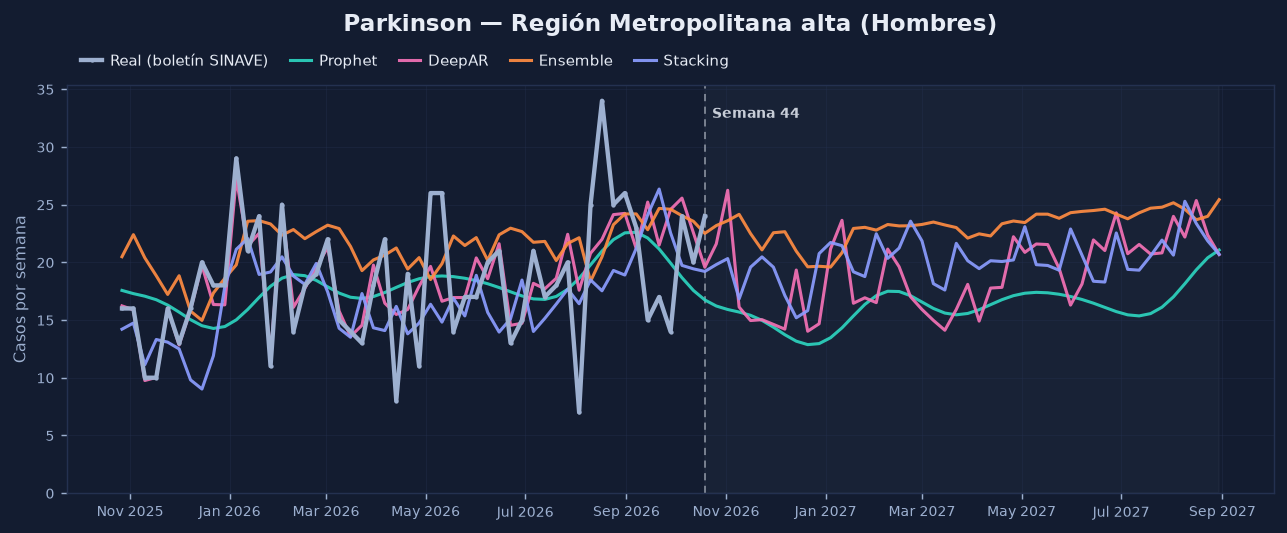 Parkinson — Región Metropolitana alta (Hombres)
Real (boletín SINAVE) Prophet DeepAR Ensemble Stacking
Semana 44
Casos por semana
35
30
25
20
15
10
5
0
Nov 2025 Jan 2026 Mar 2026 May 2026 Jul 2026 Sep 2026 Nov 2026 Jan 2027 Mar 2027 May 2027 Jul 2027 Sep 2027